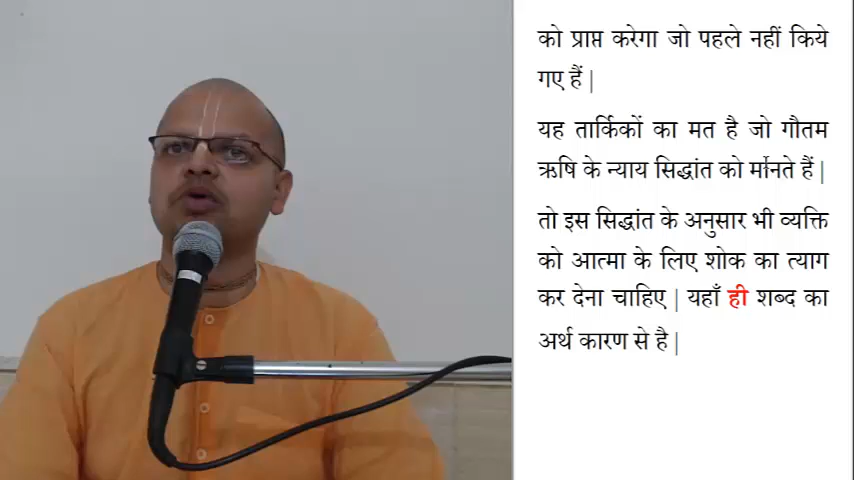 को प्राप्त करेगा जो पहले नहीं किये
गए हैं |
यह तार्किकों का मत है जो गौतम
ऋषि के न्याय सिद्धांत को मानते हैं |
तो इस सिद्धांत के अनुसार भी व्यक्ति
को आत्मा के लिए शोक का त्याग
कर देना चाहिए | यहाँ ही शब्द का
अर्थ कारण से है |